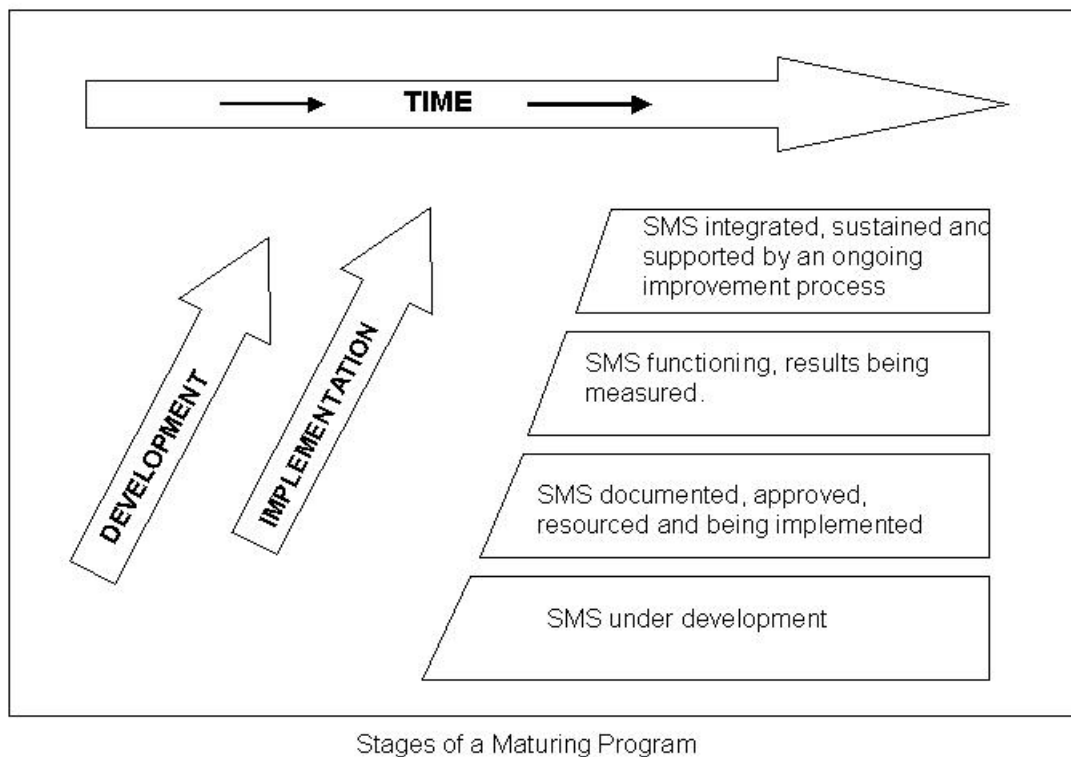 TIME
DEVELOPMENT
IMPLEMENTATION
SMS integrated, sustained and
supported by an ongoing
improvement process
SMS functioning, results being
measured.
SMS documented, approved,
resourced and being implemented
SMS under development
Stages of a Maturing Program